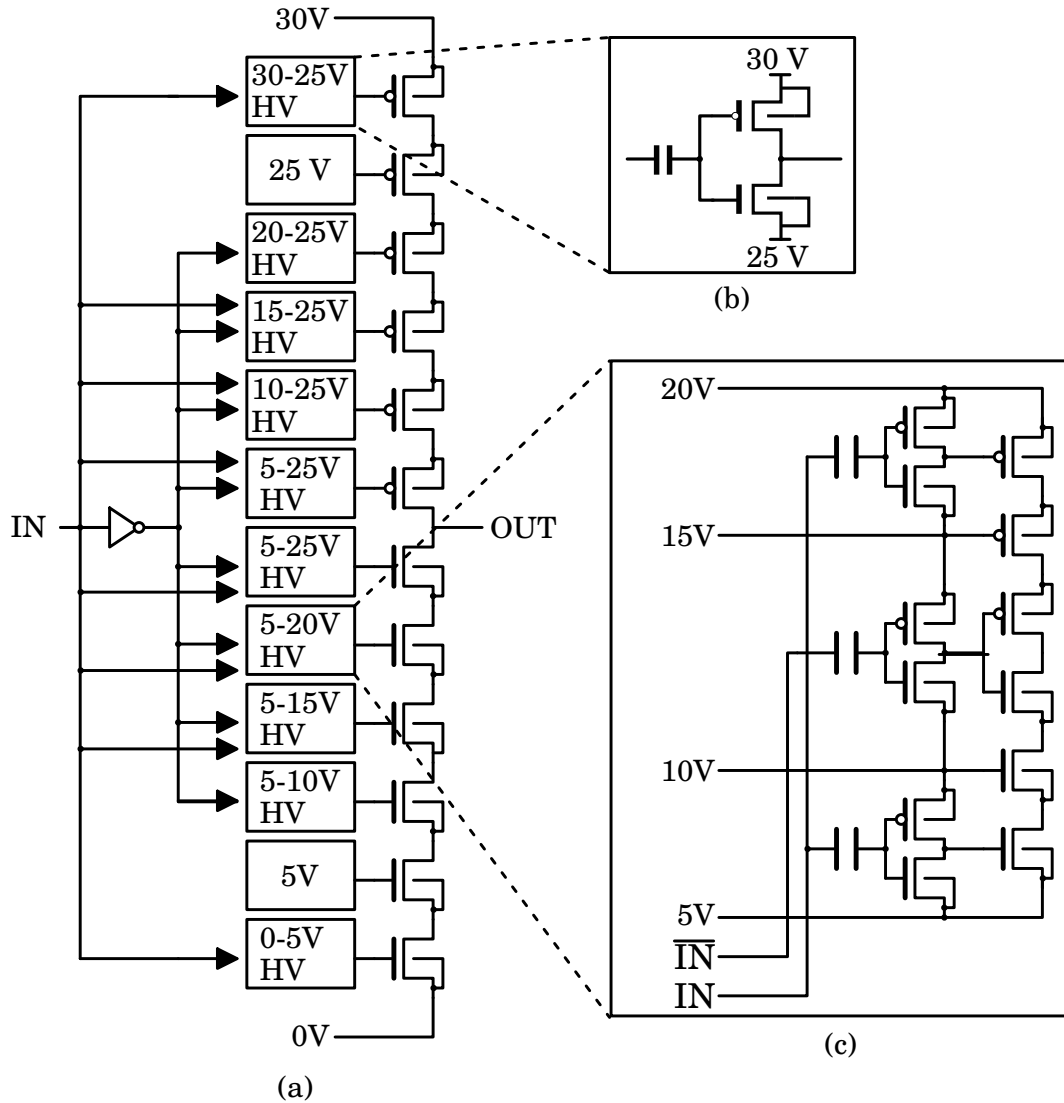 30V
30-25V
HV
25 V
20-25V
HV
15-25V
HV
10-25V
HV
5-25V
HV
IN
OUT
5-25V
HV
5-20V
HV
5-15V
HV
5-10V
HV
5V
0-5V
HV
0V
(a)
30 V
25 V
(b)
20V
15V
10V
5V
IN
IN
(c)